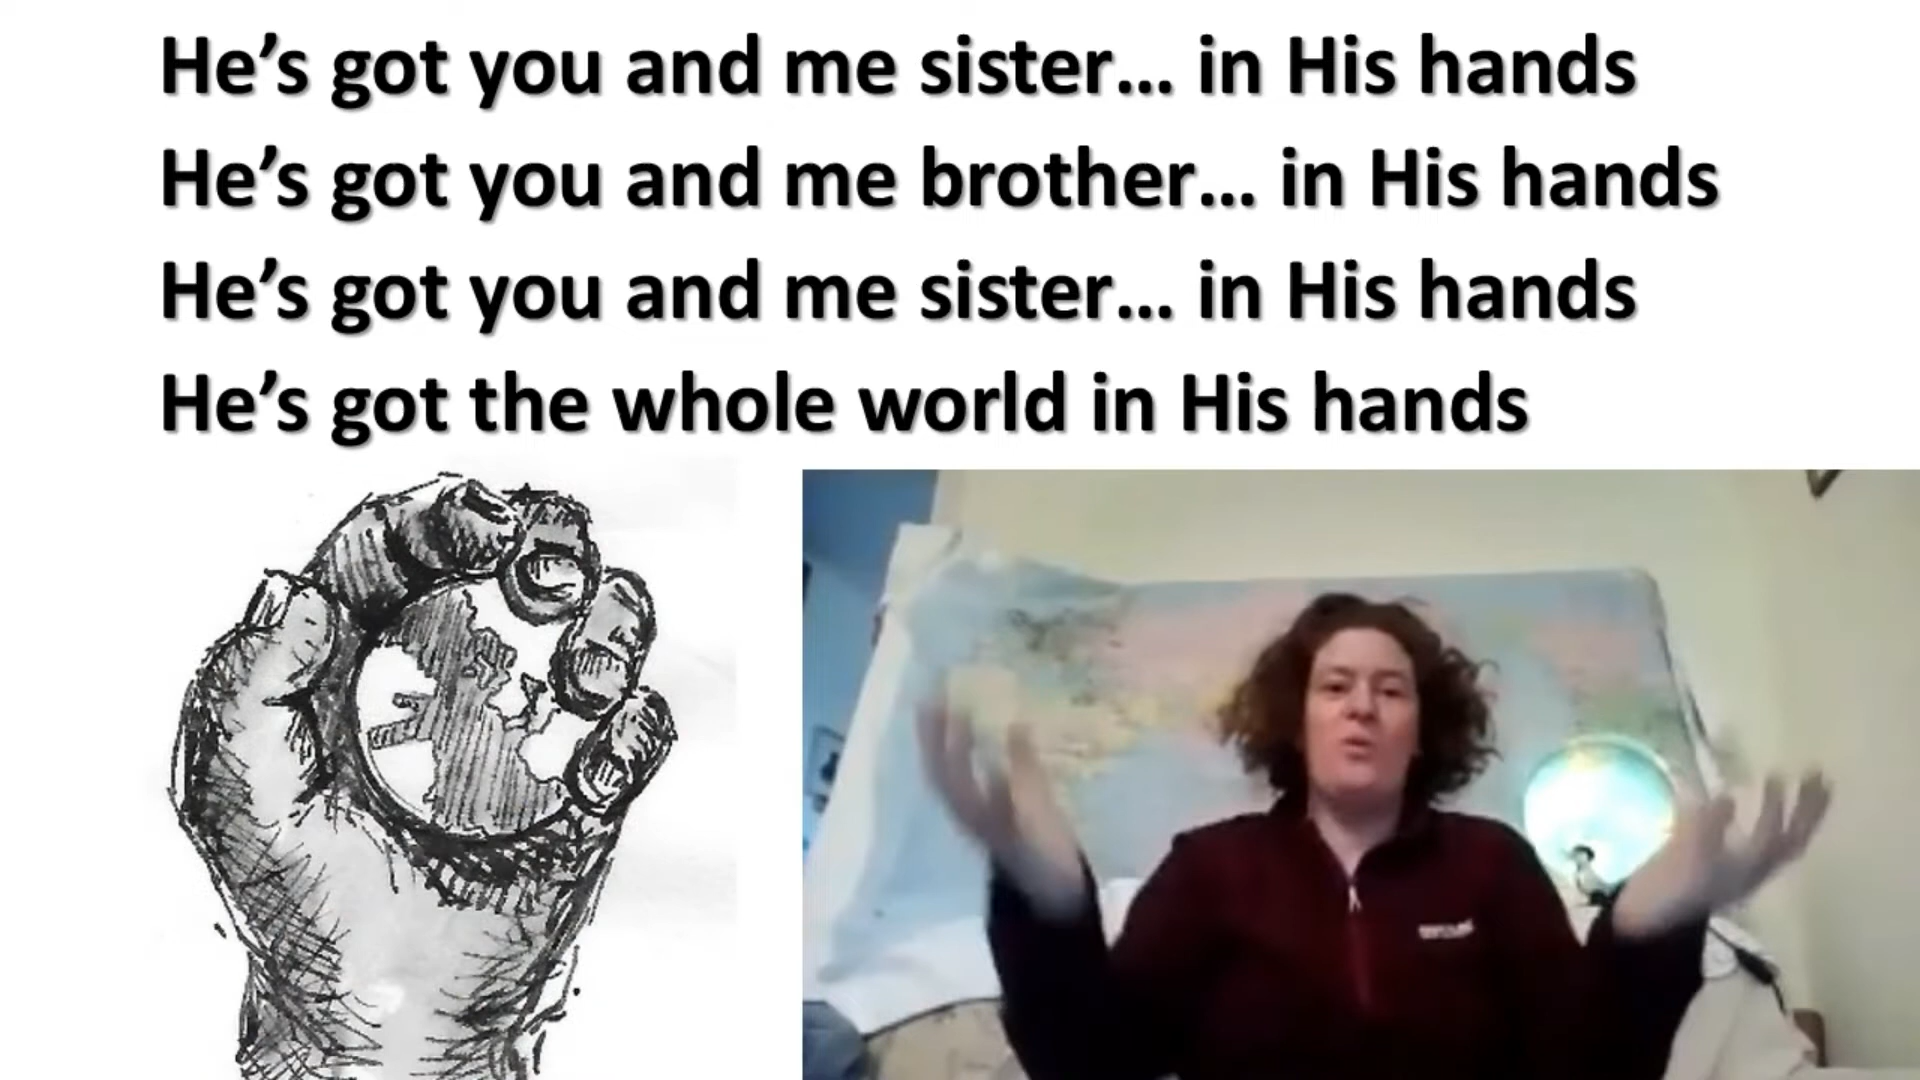 He’s got you and me sister... in His hands
He’s got you and me brother... in His hands
He’s got you and me sister... in His hands
He’s got the whole world in His hands